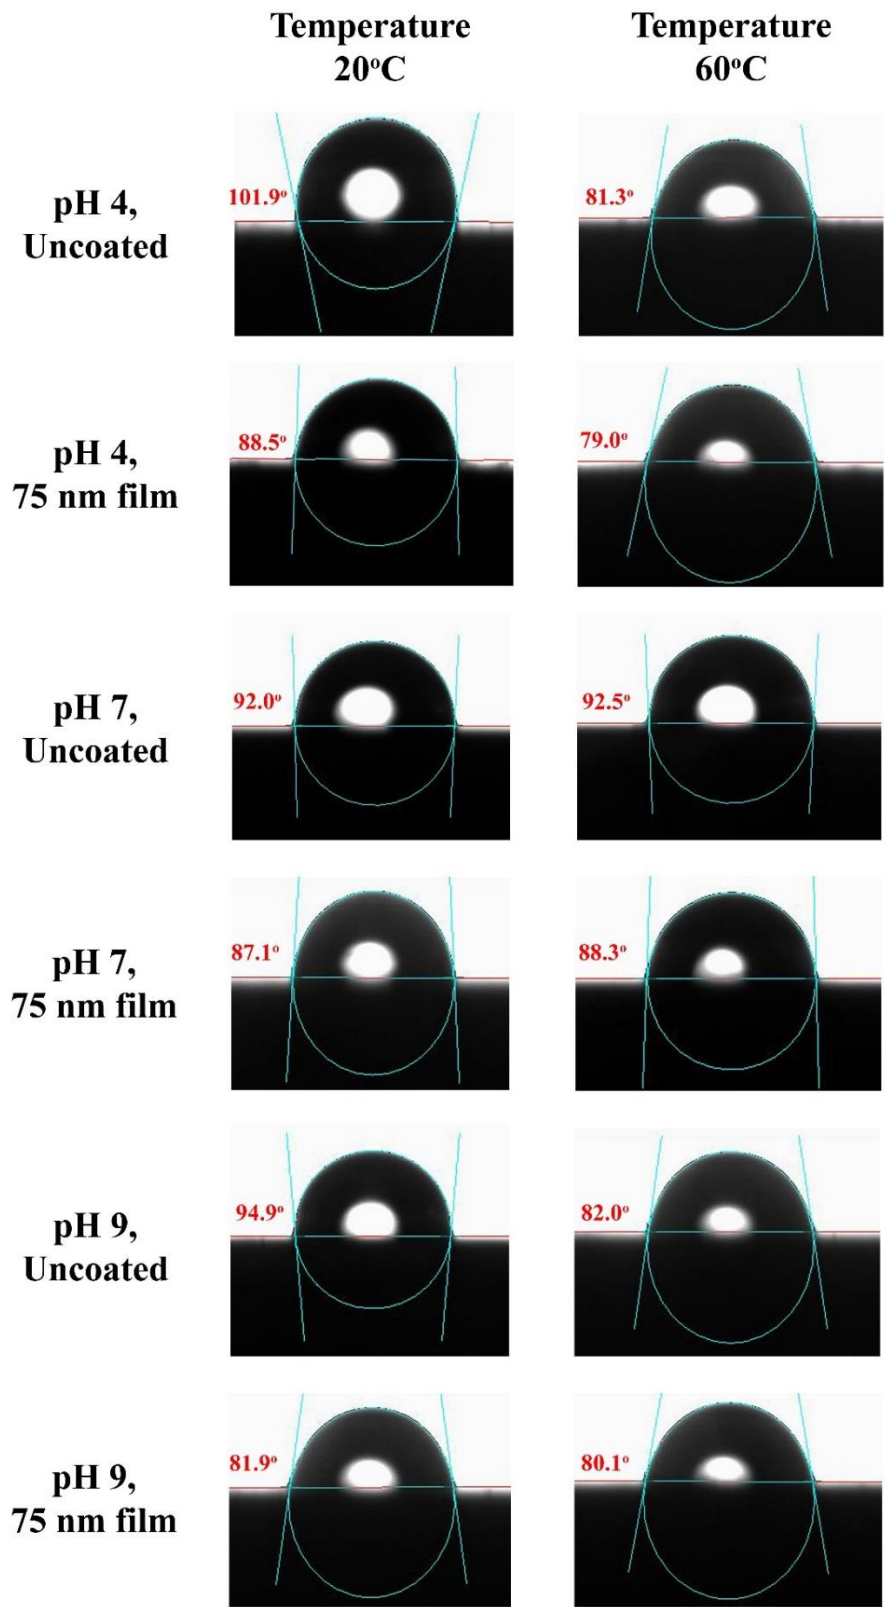 Temperature
20°C
Temperature
60°C
pH 4,
Uncoated
101.9°
81.3°
pH 4,
75 nm film
88.5°
79.0°
pH 7,
Uncoated
92.0°
92.5°
pH 7,
75 nm film
87.1°
88.3°
pH 9,
Uncoated
94.9°
82.0°
pH 9,
75 nm film
81.9°
80.1°